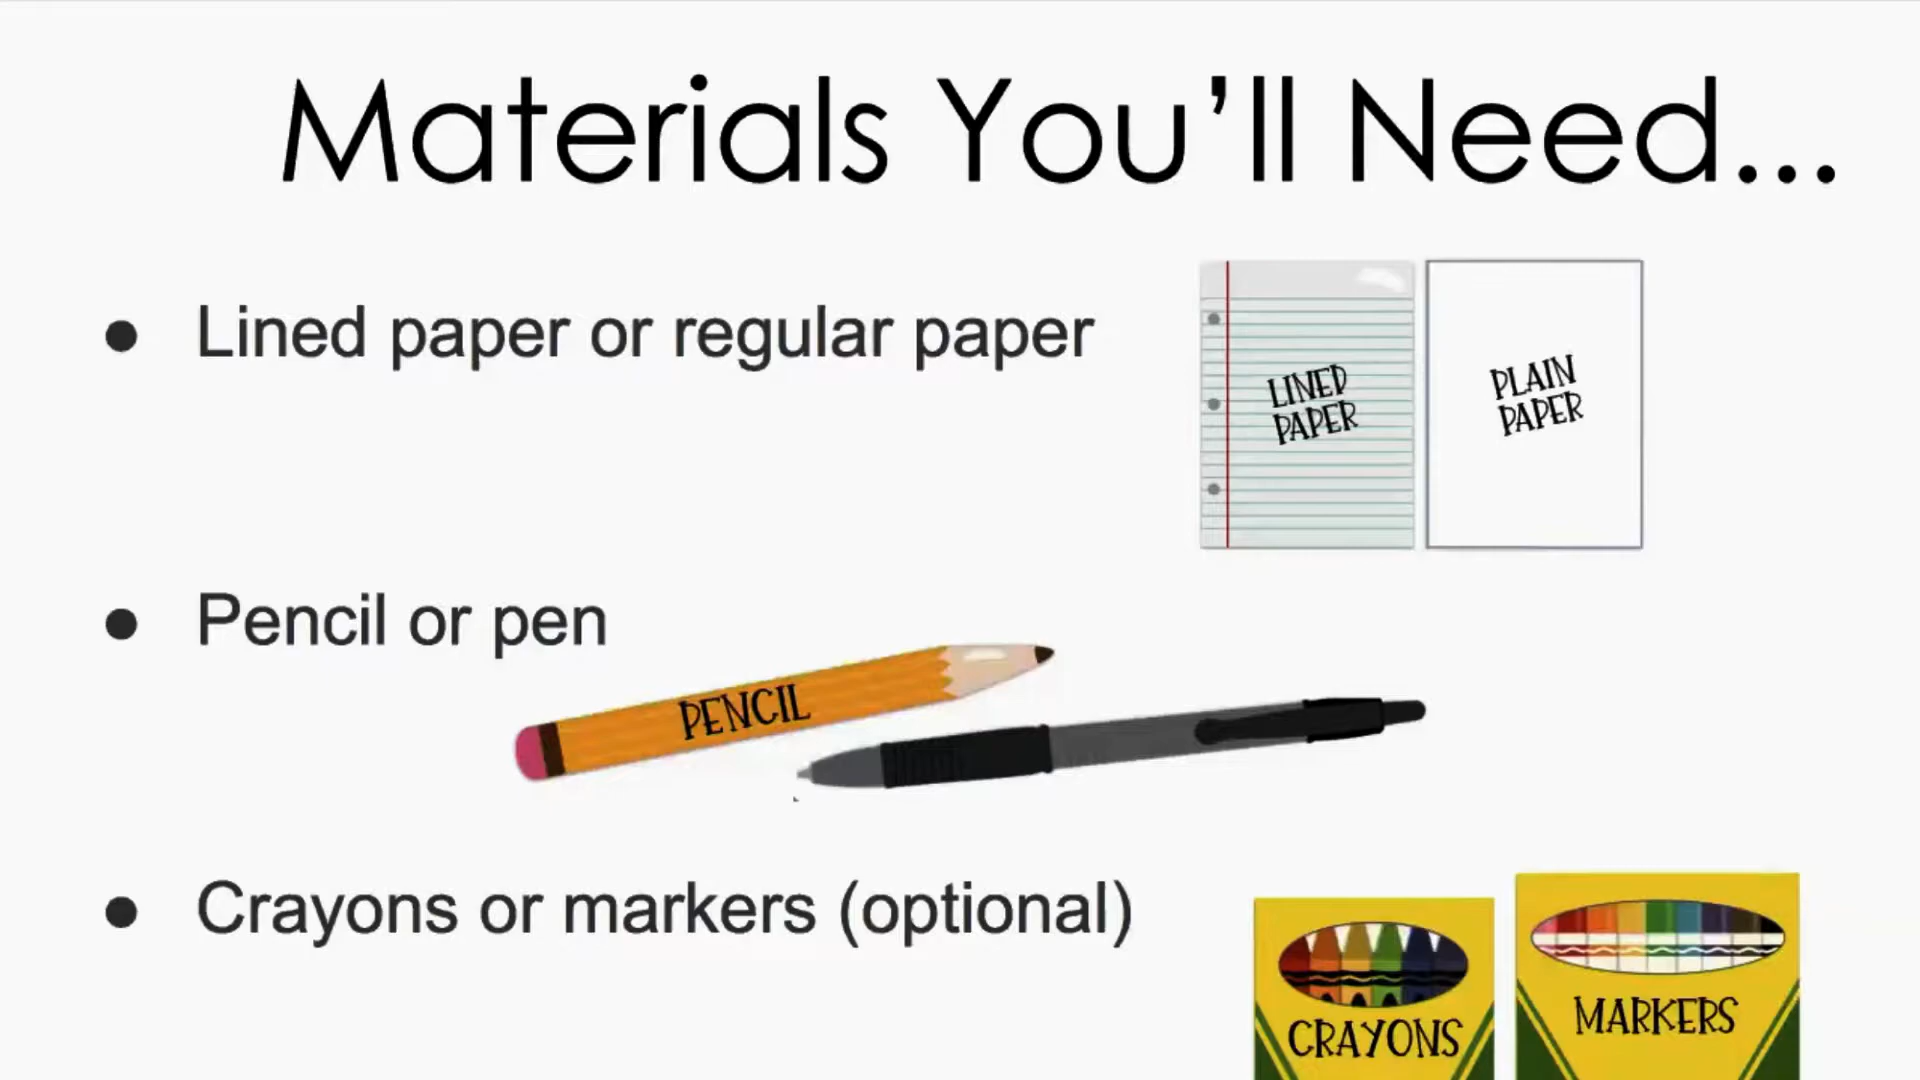 Materials You’ll Need...
● Lined paper or regular paper
LINED
PAPER
PLAIN
PAPER
● Pencil or pen
PENCIL
● Crayons or markers (optional)
CRAYONS
MARKERS